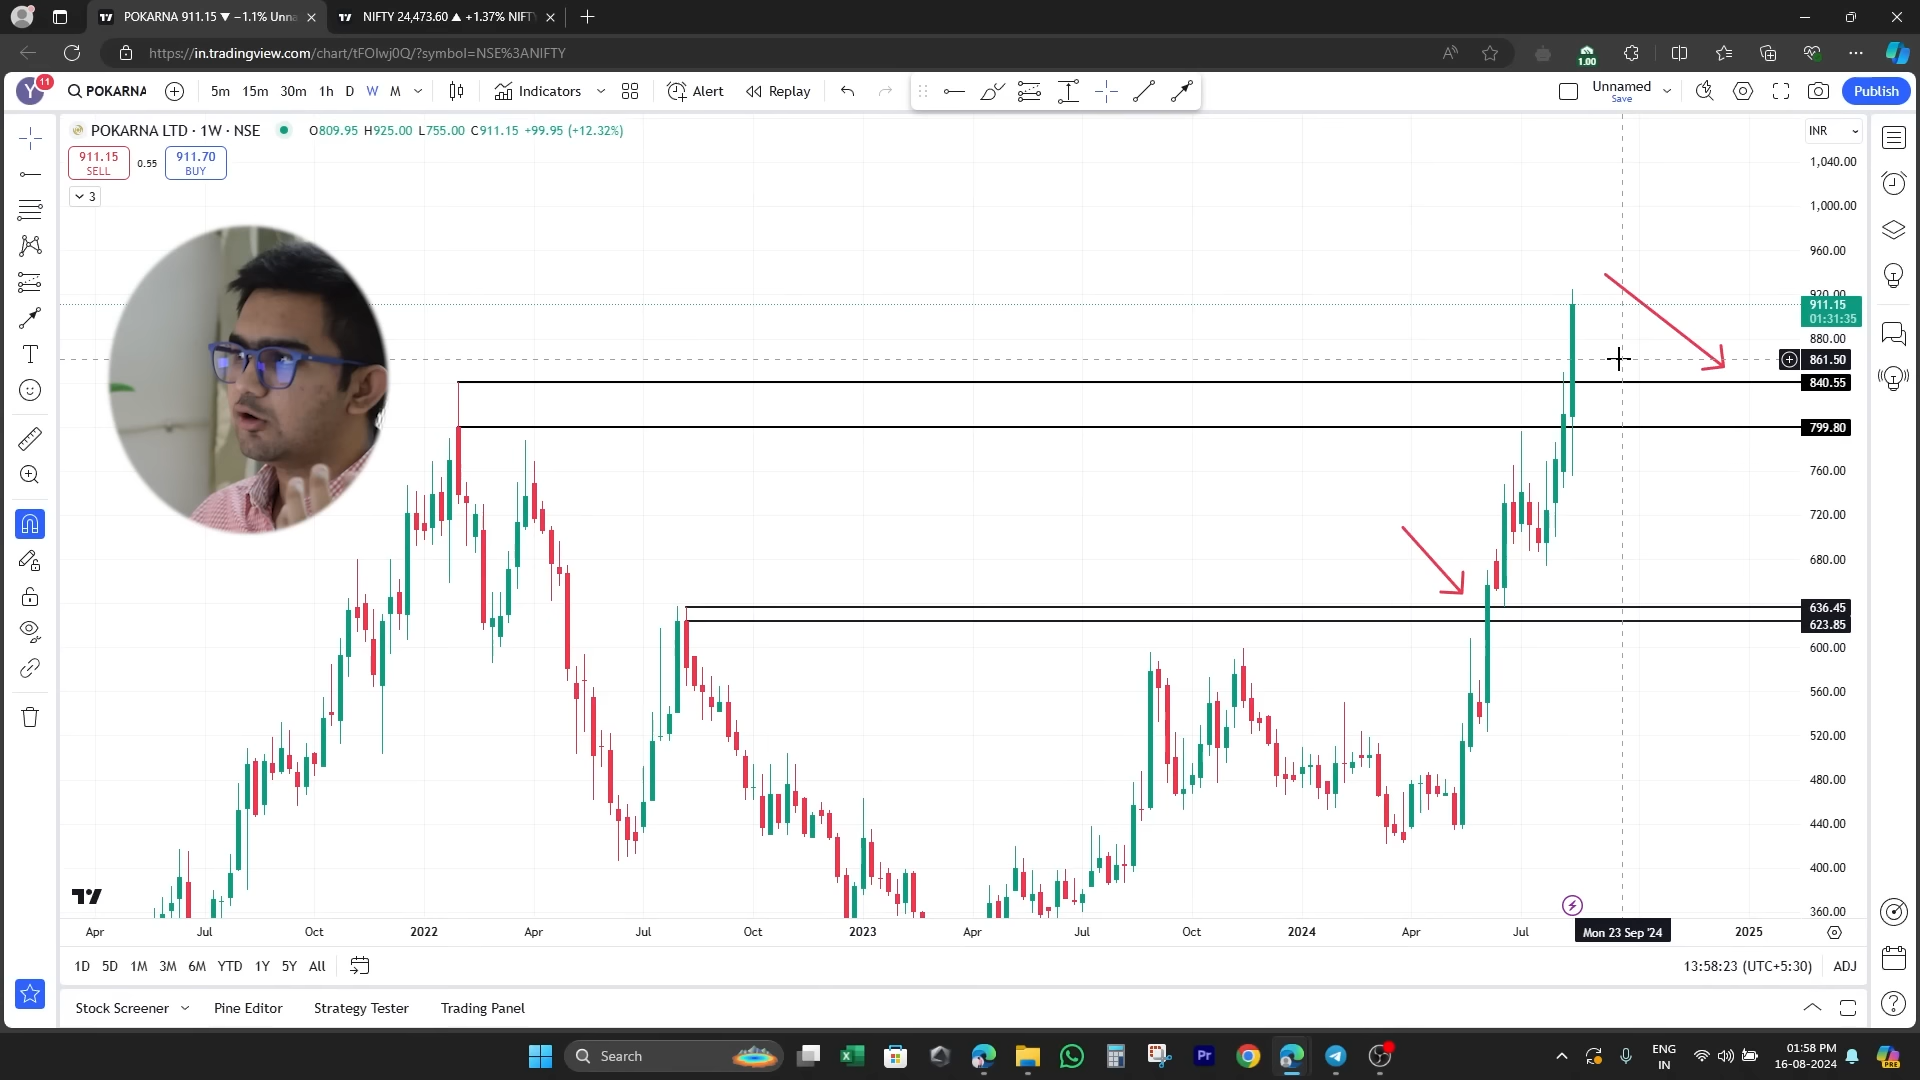 POKARNA 911.15 ▼ −1.1% Unna
NIFTY 24,473.60 ▲ +1.37% NIFT
https://in.tradingview.com/chart/tFOlwj0Q/?symbol=NSE%3ANIFTY
1.00
Y
11
POKARNA
5m 15m 30m 1h D W M
Indicators
Alert
Replay
Unnamed
Save
Publish
POKARNA LTD · 1W · NSE
O809.95 H925.00 L755.00 C911.15 +99.95 (+12.32%)
911.15
SELL
0.55
911.70
BUY
3
INR
1,040.00
1,000.00
960.00
920.00
911.15
01:31:35
880.00
861.50
840.55
799.80
760.00
720.00
680.00
636.45
623.85
600.00
560.00
520.00
480.00
440.00
400.00
360.00
Apr Jul Oct 2022 Apr Jul Oct 2023 Apr Jul Oct 2024 Apr Jul Mon 23 Sep '24 2025
1D 5D 1M 3M 6M YTD 1Y 5Y All
13:58:23 (UTC+5:30) ADJ
Stock Screener Pine Editor Strategy Tester Trading Panel
Search
Pr
ENG
IN
01:58 PM
16-08-2024
PRE